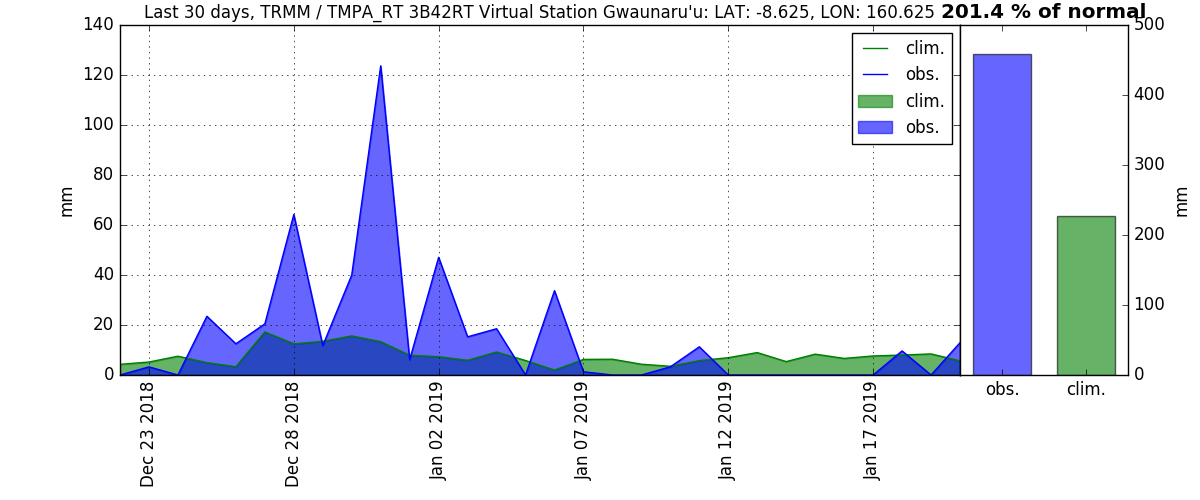 Last 30 days, TRMM / TMPA_RT 3B42RT Virtual Station Gwaunaru'u: LAT: -8.625, LON: 160.625 201.4 % of normal
140
120
100
80
60
40
20
0
mm
clim.
obs.
clim.
obs.
500
400
300
200
100
0
mm
Dec 23 2018
Dec 28 2018
Jan 02 2019
Jan 07 2019
Jan 12 2019
Jan 17 2019
obs.
clim.